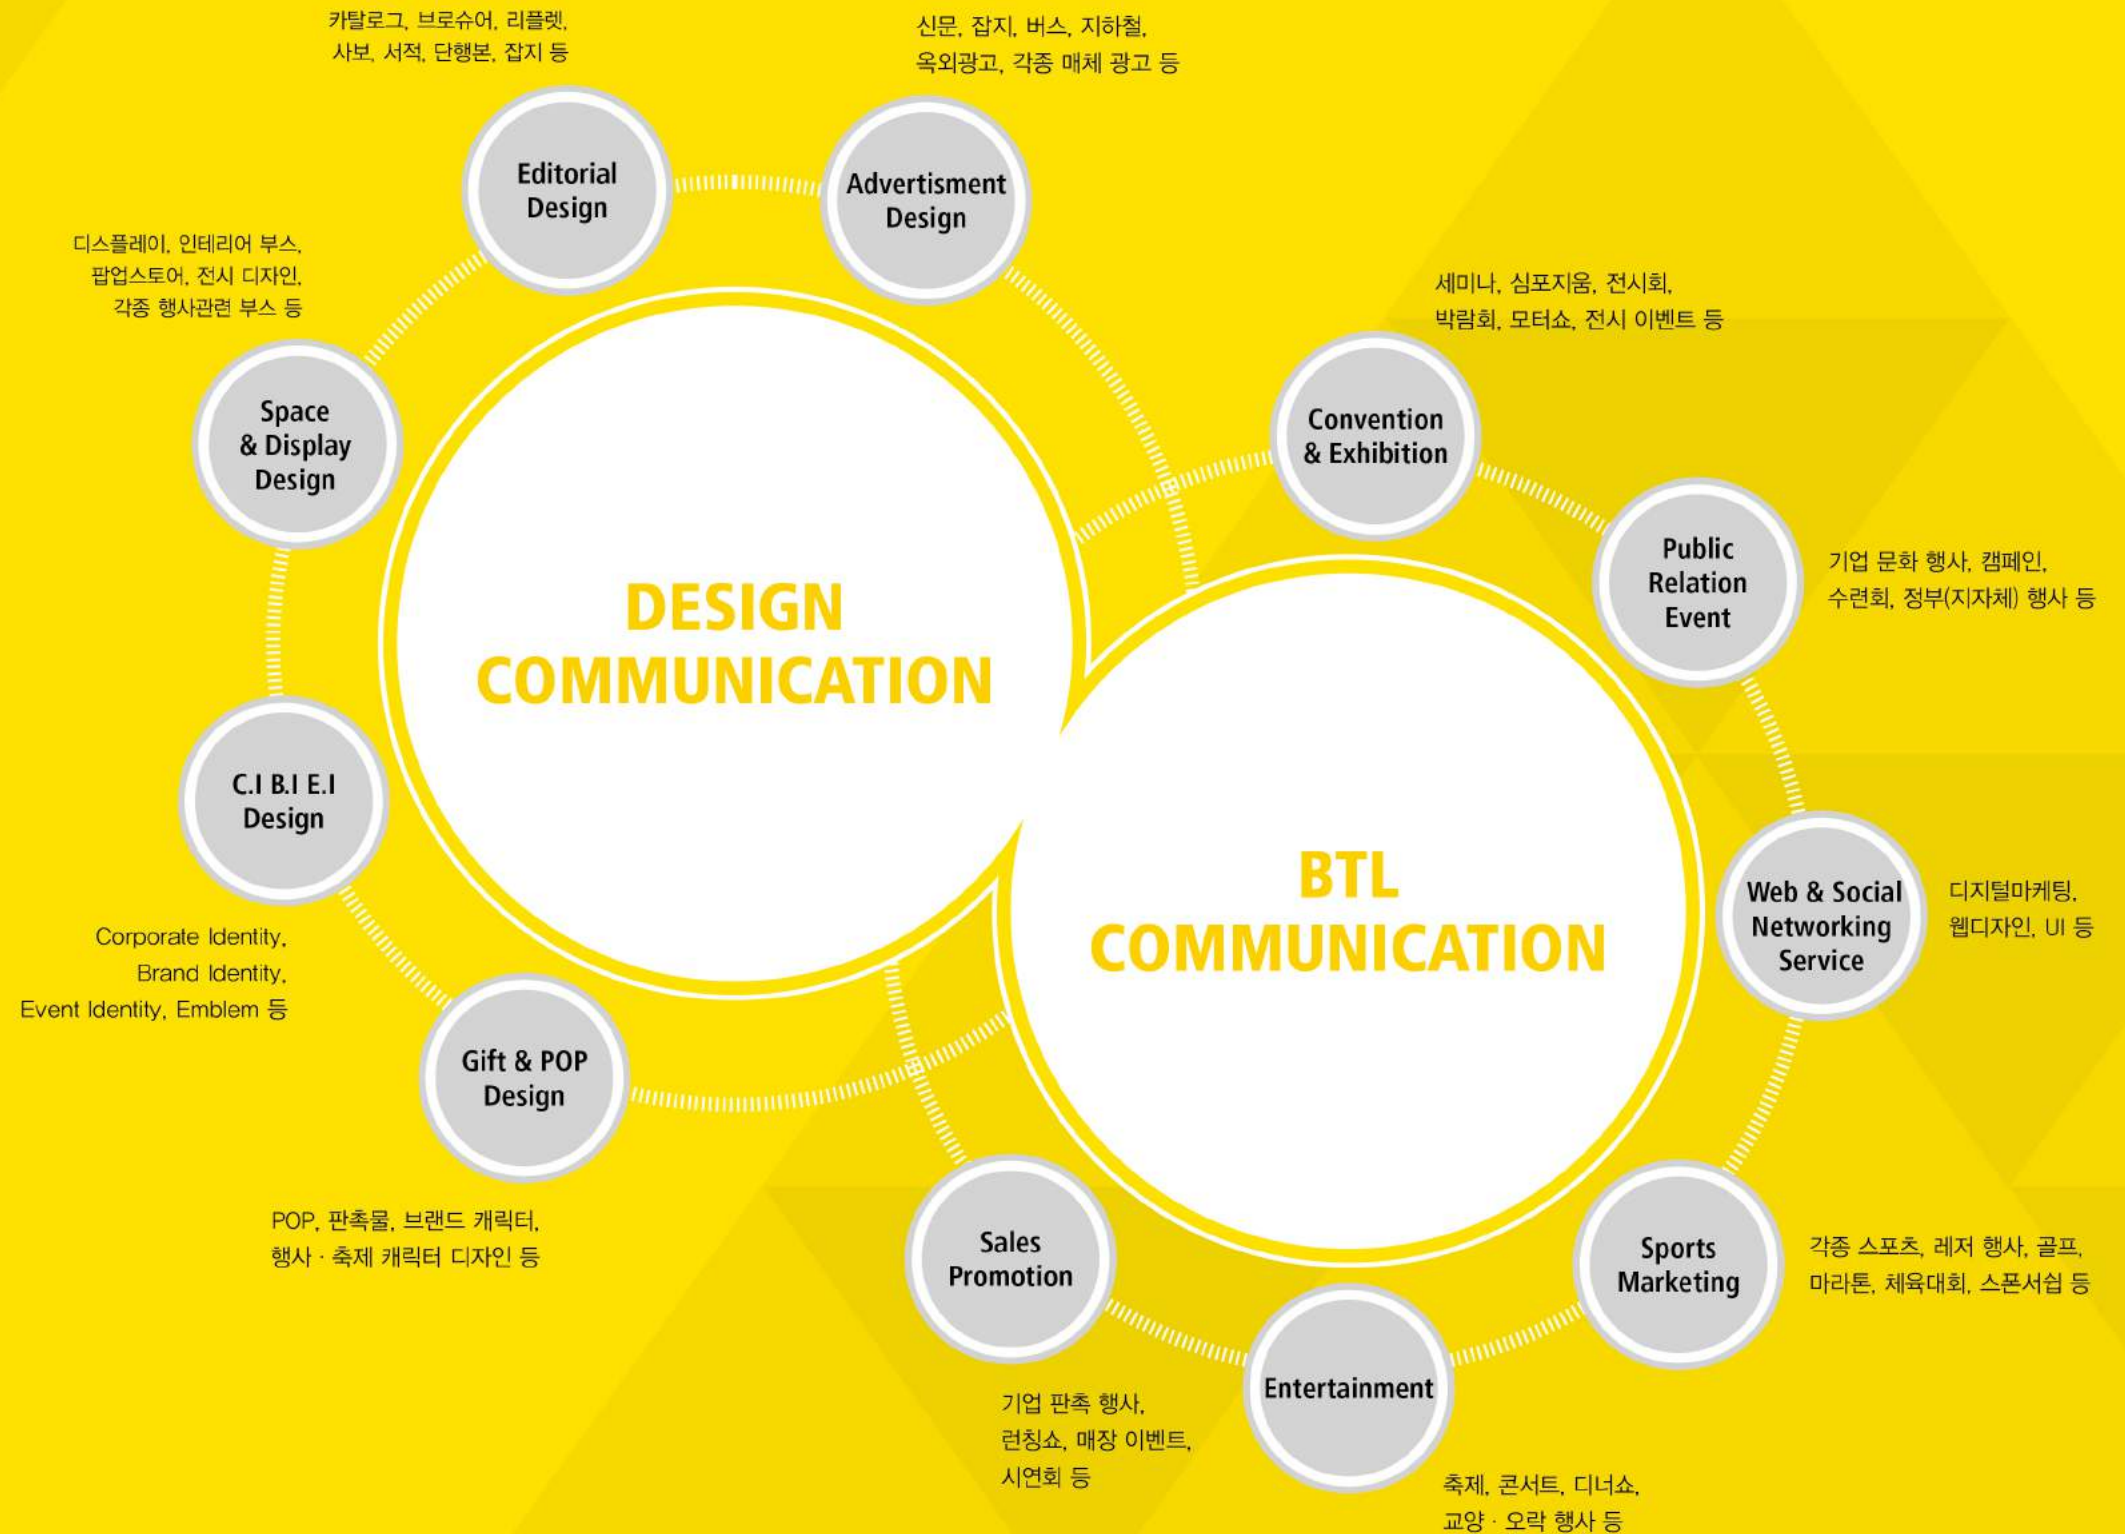 카탈로그, 브로슈어, 리플렛,
사보, 서적, 단행본, 잡지 등
Editorial
Design
신문, 잡지, 버스, 지하철,
옥외광고, 각종 매체 광고 등
Advertisment
Design
디스플레이, 인테리어 부스,
팝업스토어, 전시 디자인,
각종 행사관련 부스 등
Space
& Display
Design
C.I B.I E.I
Design
Corporate Identity,
Brand Identity,
Event Identity, Emblem 등
Gift & POP
Design
POP, 판촉물, 브랜드 캐릭터,
행사 · 축제 캐릭터 디자인 등
DESIGN
COMMUNICATION
세미나, 심포지움, 전시회,
박람회, 모터쇼, 전시 이벤트 등
Convention
& Exhibition
Public
Relation
Event
기업 문화 행사, 캠페인,
수련회, 정부(지자체) 행사 등
Web & Social
Networking
Service
디지털마케팅,
웹디자인, UI 등
BTL
COMMUNICATION
Sports
Marketing
각종 스포츠, 레저 행사, 골프,
마라톤, 체육대회, 스폰서쉽 등
Sales
Promotion
기업 판촉 행사,
런칭쇼, 매장 이벤트,
시연회 등
Entertainment
축제, 콘서트, 디너쇼,
교양 · 오락 행사 등